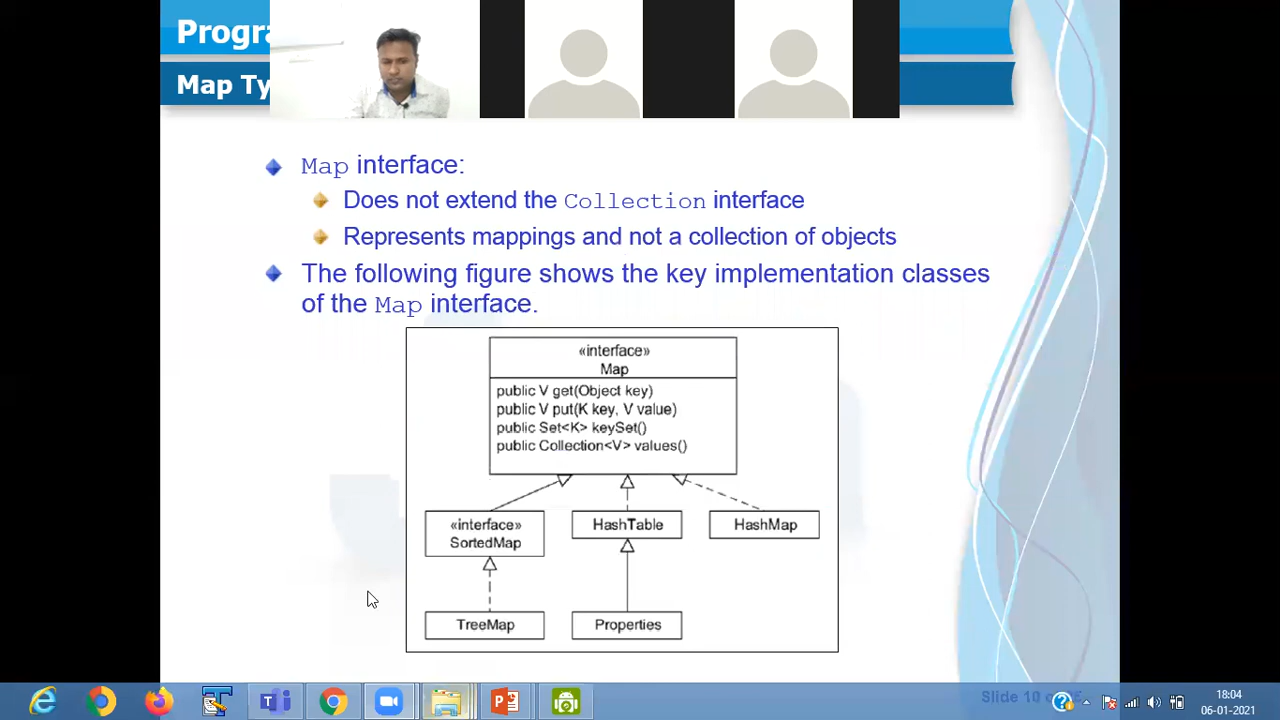 Progra
Map Ty
Map interface:
Does not extend the Collection interface
Represents mappings and not a collection of objects
The following figure shows the key implementation classes
of the Map interface.
«interface»
Map
public V get(Object key)
public V put(K key, V value)
public Set<K> keySet()
public Collection<V> values()
«interface»
SortedMap
HashTable
HashMap
TreeMap
Properties
Slide 10 of
18:04
06-01-2021